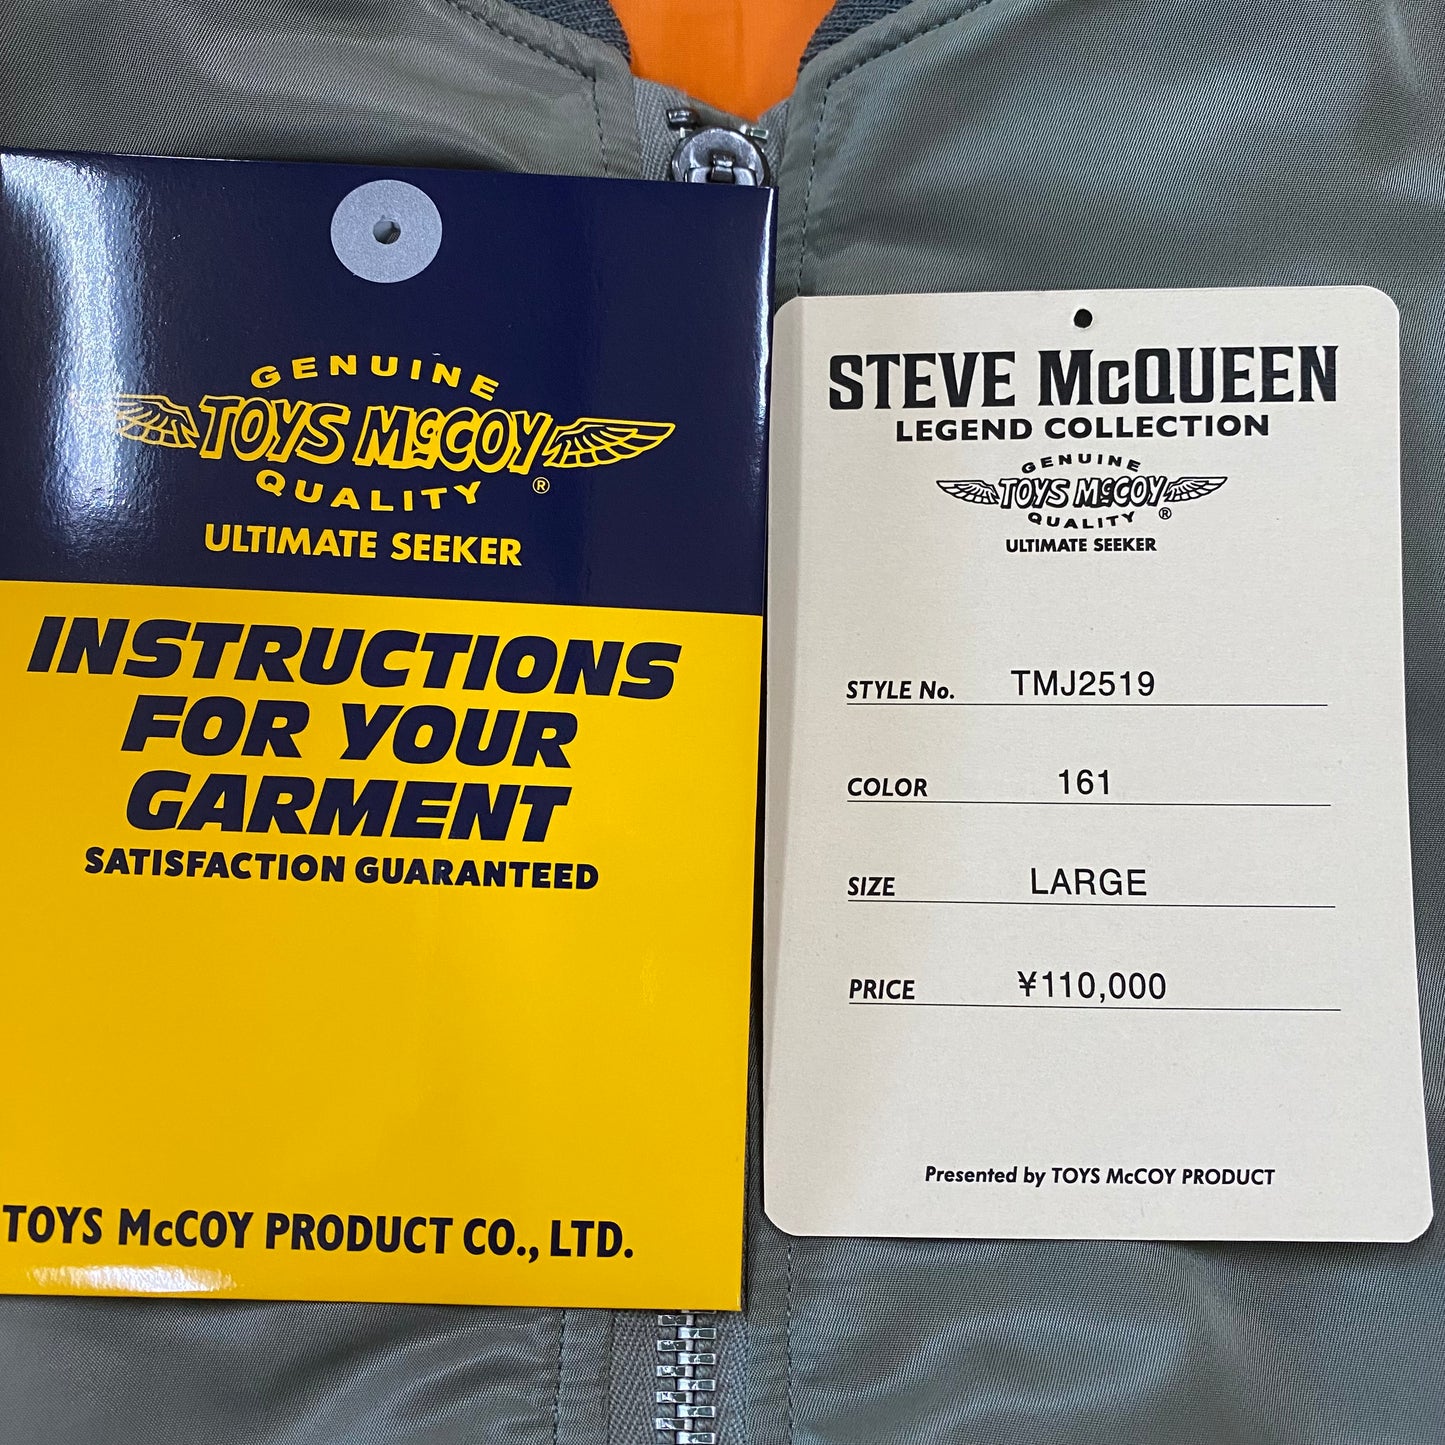 GENUINE
TOYS McCOY
QUALITY ®
ULTIMATE SEEKER
INSTRUCTIONS
FOR YOUR
GARMENT
SATISFACTION GUARANTEED
TOYS McCOY PRODUCT CO., LTD.
STEVE McQUEEN
LEGEND COLLECTION
GENUINE
TOYS McCOY
QUALITY ®
ULTIMATE SEEKER
STYLE No. TMJ2519
COLOR 161
SIZE LARGE
PRICE ¥110,000
Presented by TOYS McCOY PRODUCT